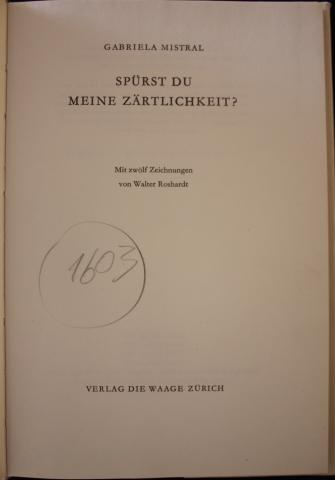 GABRIELA MISTRAL
SPÜRST DU
MEINE ZÄRTLICHKEIT?
Mit zwölf Zeichnungen
von Walter Roshardt
1603
VERLAG DIE WAAGE ZÜRICH